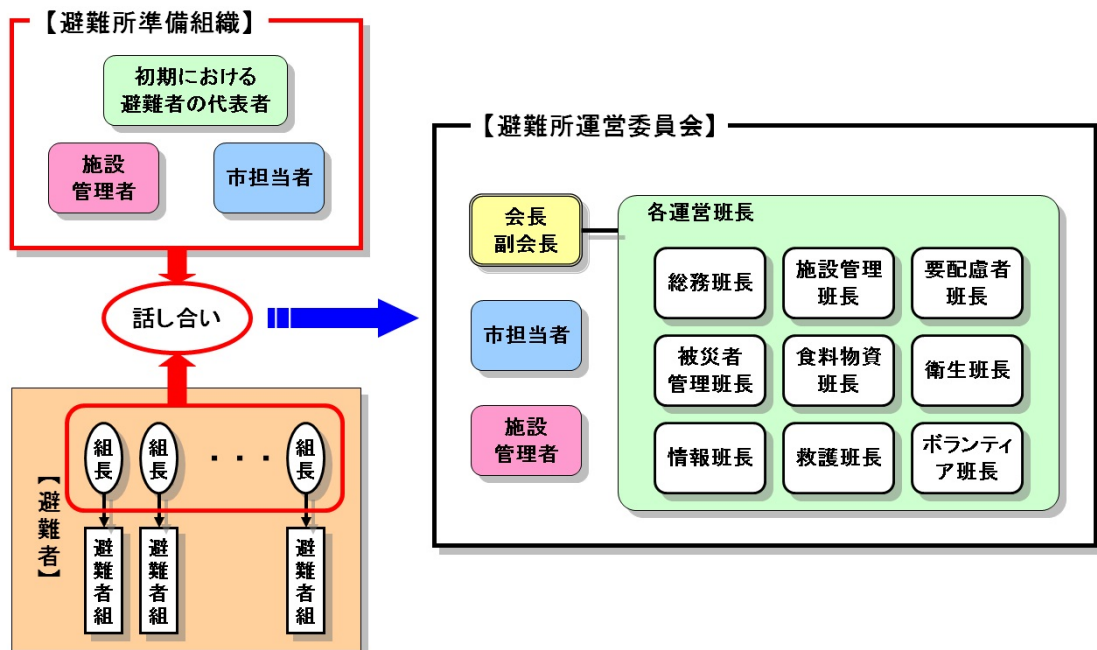 【避難所準備組織】
初期における
避難者の代表者
施設
管理者
市担当者
話し合い
【避難者】
組長
組長
・・・
組長
避難者組
避難者組
避難者組
【避難所運営委員会】
会長
副会長
市担当者
施設
管理者
各運営班長
総務班長
施設管理
班長
要配慮者
班長
被災者
管理班長
食料物資
班長
衛生班長
情報班長
救護班長
ボランティ
ア班長